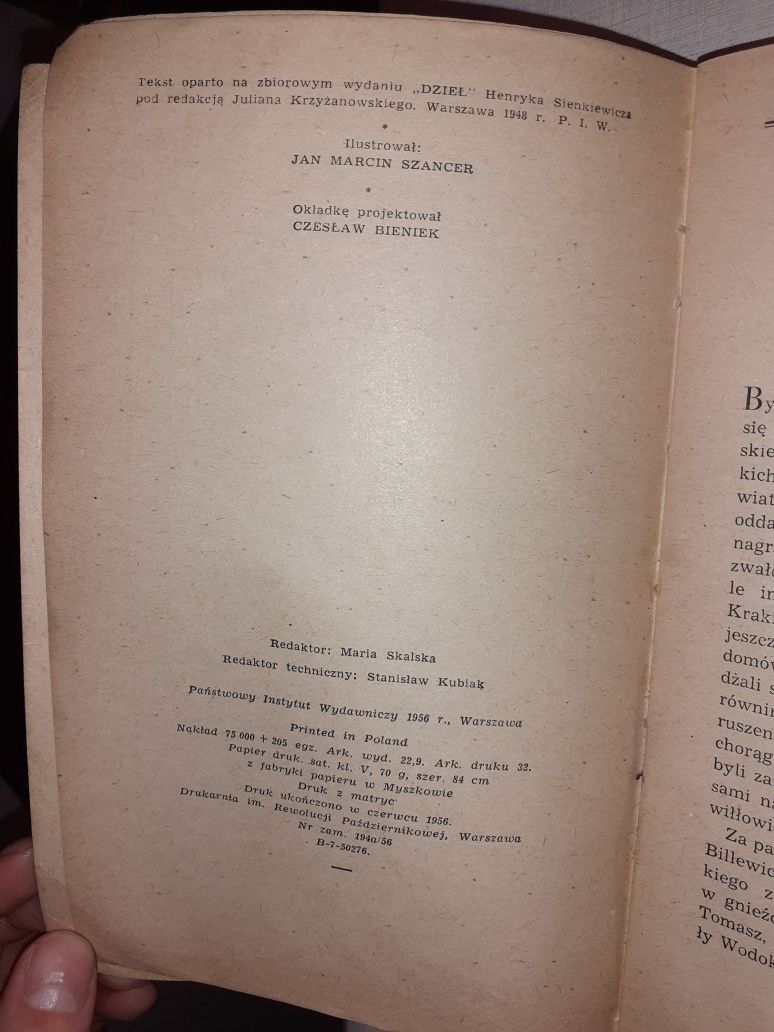 Tekst oparto na zbiorowym wydaniu „DZIEŁ" Henryka Sienkiewicza
pod redakcją Juliana Krzyżanowskiego. Warszawa 1948 r. P. I. W.
*
Ilustrował:
JAN MARCIN SZANCER
*
Okładkę projektował
CZESŁAW BIENIEK
Redaktor: Maria Skalska
Redaktor techniczny: Stanisław Kubiak
Państwowy Instytut Wydawniczy 1956 r., Warszawa
Printed in Poland
Nakład 75 000 + 205 egz. Ark. wyd. 22,9. Ark. druku 32.
Papier druk. sat. kl. V, 70 g, szer. 84 cm
z fabryki papieru w Myszkowie
Druk z matryc
Druk ukończono w czerwcu 1956.
Drukarnia im. Rewolucji Październikowej, Warszawa
Nr zam. 194a/56
B-7-50276.
By
się
skie
kich
wiat
odda
nagr
zwał
le in
Kraki
jeszcz
domów
dżali s
równin
ruszen
chorąg
byli za
sami na
wiłłowi
Za pa
Billewic
kiego z
w gnieź
Tomasz,
ły Wodok